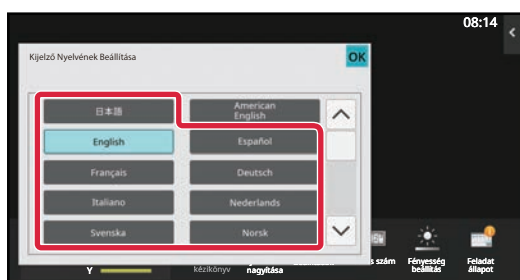 08:14
Kijelző Nyelvének Beállítása
OK
日本語
American
English
English
Español
Français
Deutsch
Italiano
Nederlands
Svenska
Norsk
s szám
Fényesség
beállítás
Feladat
állapot
Y
kézikönyv
nagyítása